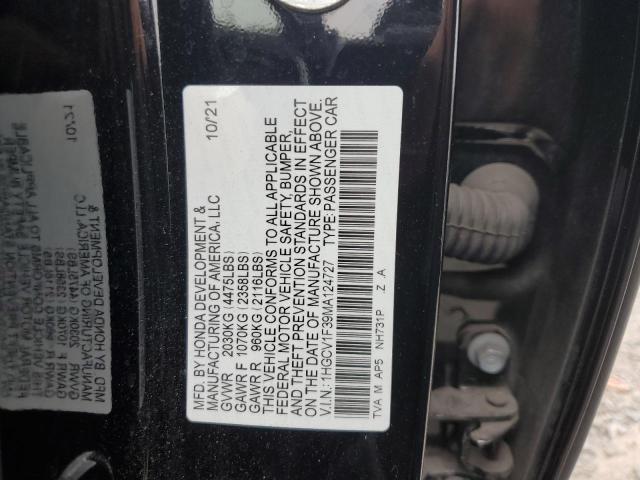 MFD. BY HONDA DEVELOPMENT & 10/21
MANUFACTURING OF AMERICA, LLC
GVWR 2030KG (4475LBS)
GAWR F 1070KG (2358LBS)
GAWR R 960KG (2116LBS)
THIS VEHICLE CONFORMS TO ALL APPLICABLE
FEDERAL MOTOR VEHICLE SAFETY, BUMPER,
AND THEFT PREVENTION STANDARDS IN EFFECT
ON THE DATE OF MANUFACTURE SHOWN ABOVE.
V.I.N.: 1HGCV1F39MA124727 TYPE: PASSENGER CAR
TVA M AP5 NH731P Z .A